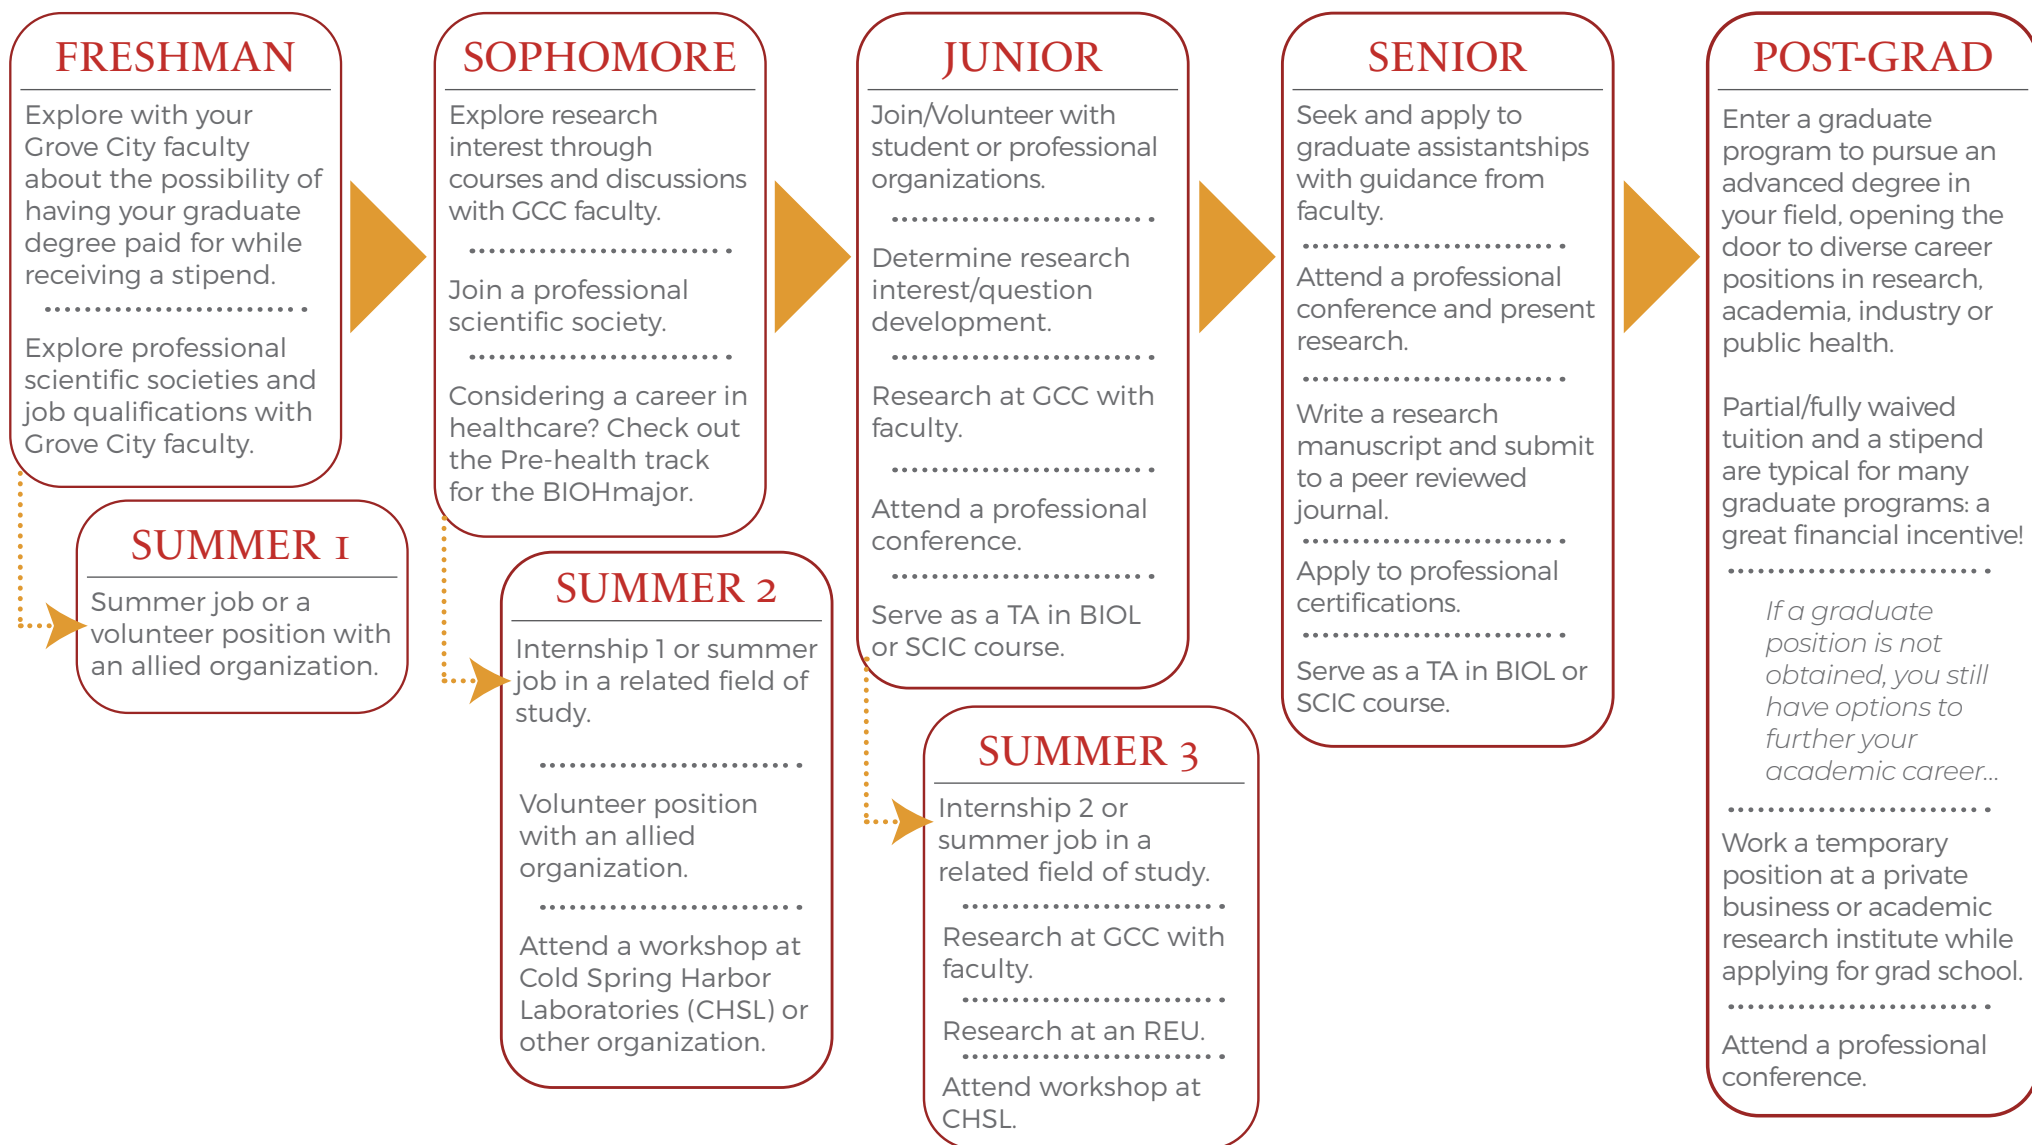 FRESHMAN
Explore with your
Grove City faculty
about the possibility of
having your graduate
degree paid for while
receiving a stipend.
Explore professional
scientific societies and
job qualifications with
Grove City faculty.
SUMMER 1
Summer job or a
volunteer position with
an allied organization.
SOPHOMORE
Explore research
interest through
courses and discussions
with GCC faculty.
Join a professional
scientific society.
Considering a career in
healthcare? Check out
the Pre-health track
for the BIOHmajor.
SUMMER 2
Internship 1 or summer
job in a related field of
study.
Volunteer position
with an allied
organization.
Attend a workshop at
Cold Spring Harbor
Laboratories (CHSL) or
other organization.
JUNIOR
Join/Volunteer with
student or professional
organizations.
Determine research
interest/question
development.
Research at GCC with
faculty.
Attend a professional
conference.
Serve as a TA in BIOL
or SCIC course.
SUMMER 3
Internship 2 or
summer job in a
related field of study.
Research at GCC with
faculty.
Research at an REU.
Attend workshop at
CHSL.
SENIOR
Seek and apply to
graduate assistantships
with guidance from
faculty.
Attend a professional
conference and present
research.
Write a research
manuscript and submit
to a peer reviewed
journal.
Apply to professional
certifications.
Serve as a TA in BIOL or
SCIC course.
POST-GRAD
Enter a graduate
program to pursue an
advanced degree in
your field, opening the
door to diverse career
positions in research,
academia, industry or
public health.
Partial/fully waived
tuition and a stipend
are typical for many
graduate programs: a
great financial incentive!
If a graduate
position is not
obtained, you still
have options to
further your
academic career...
Work a temporary
position at a private
business or academic
research institute while
applying for grad school.
Attend a professional
conference.